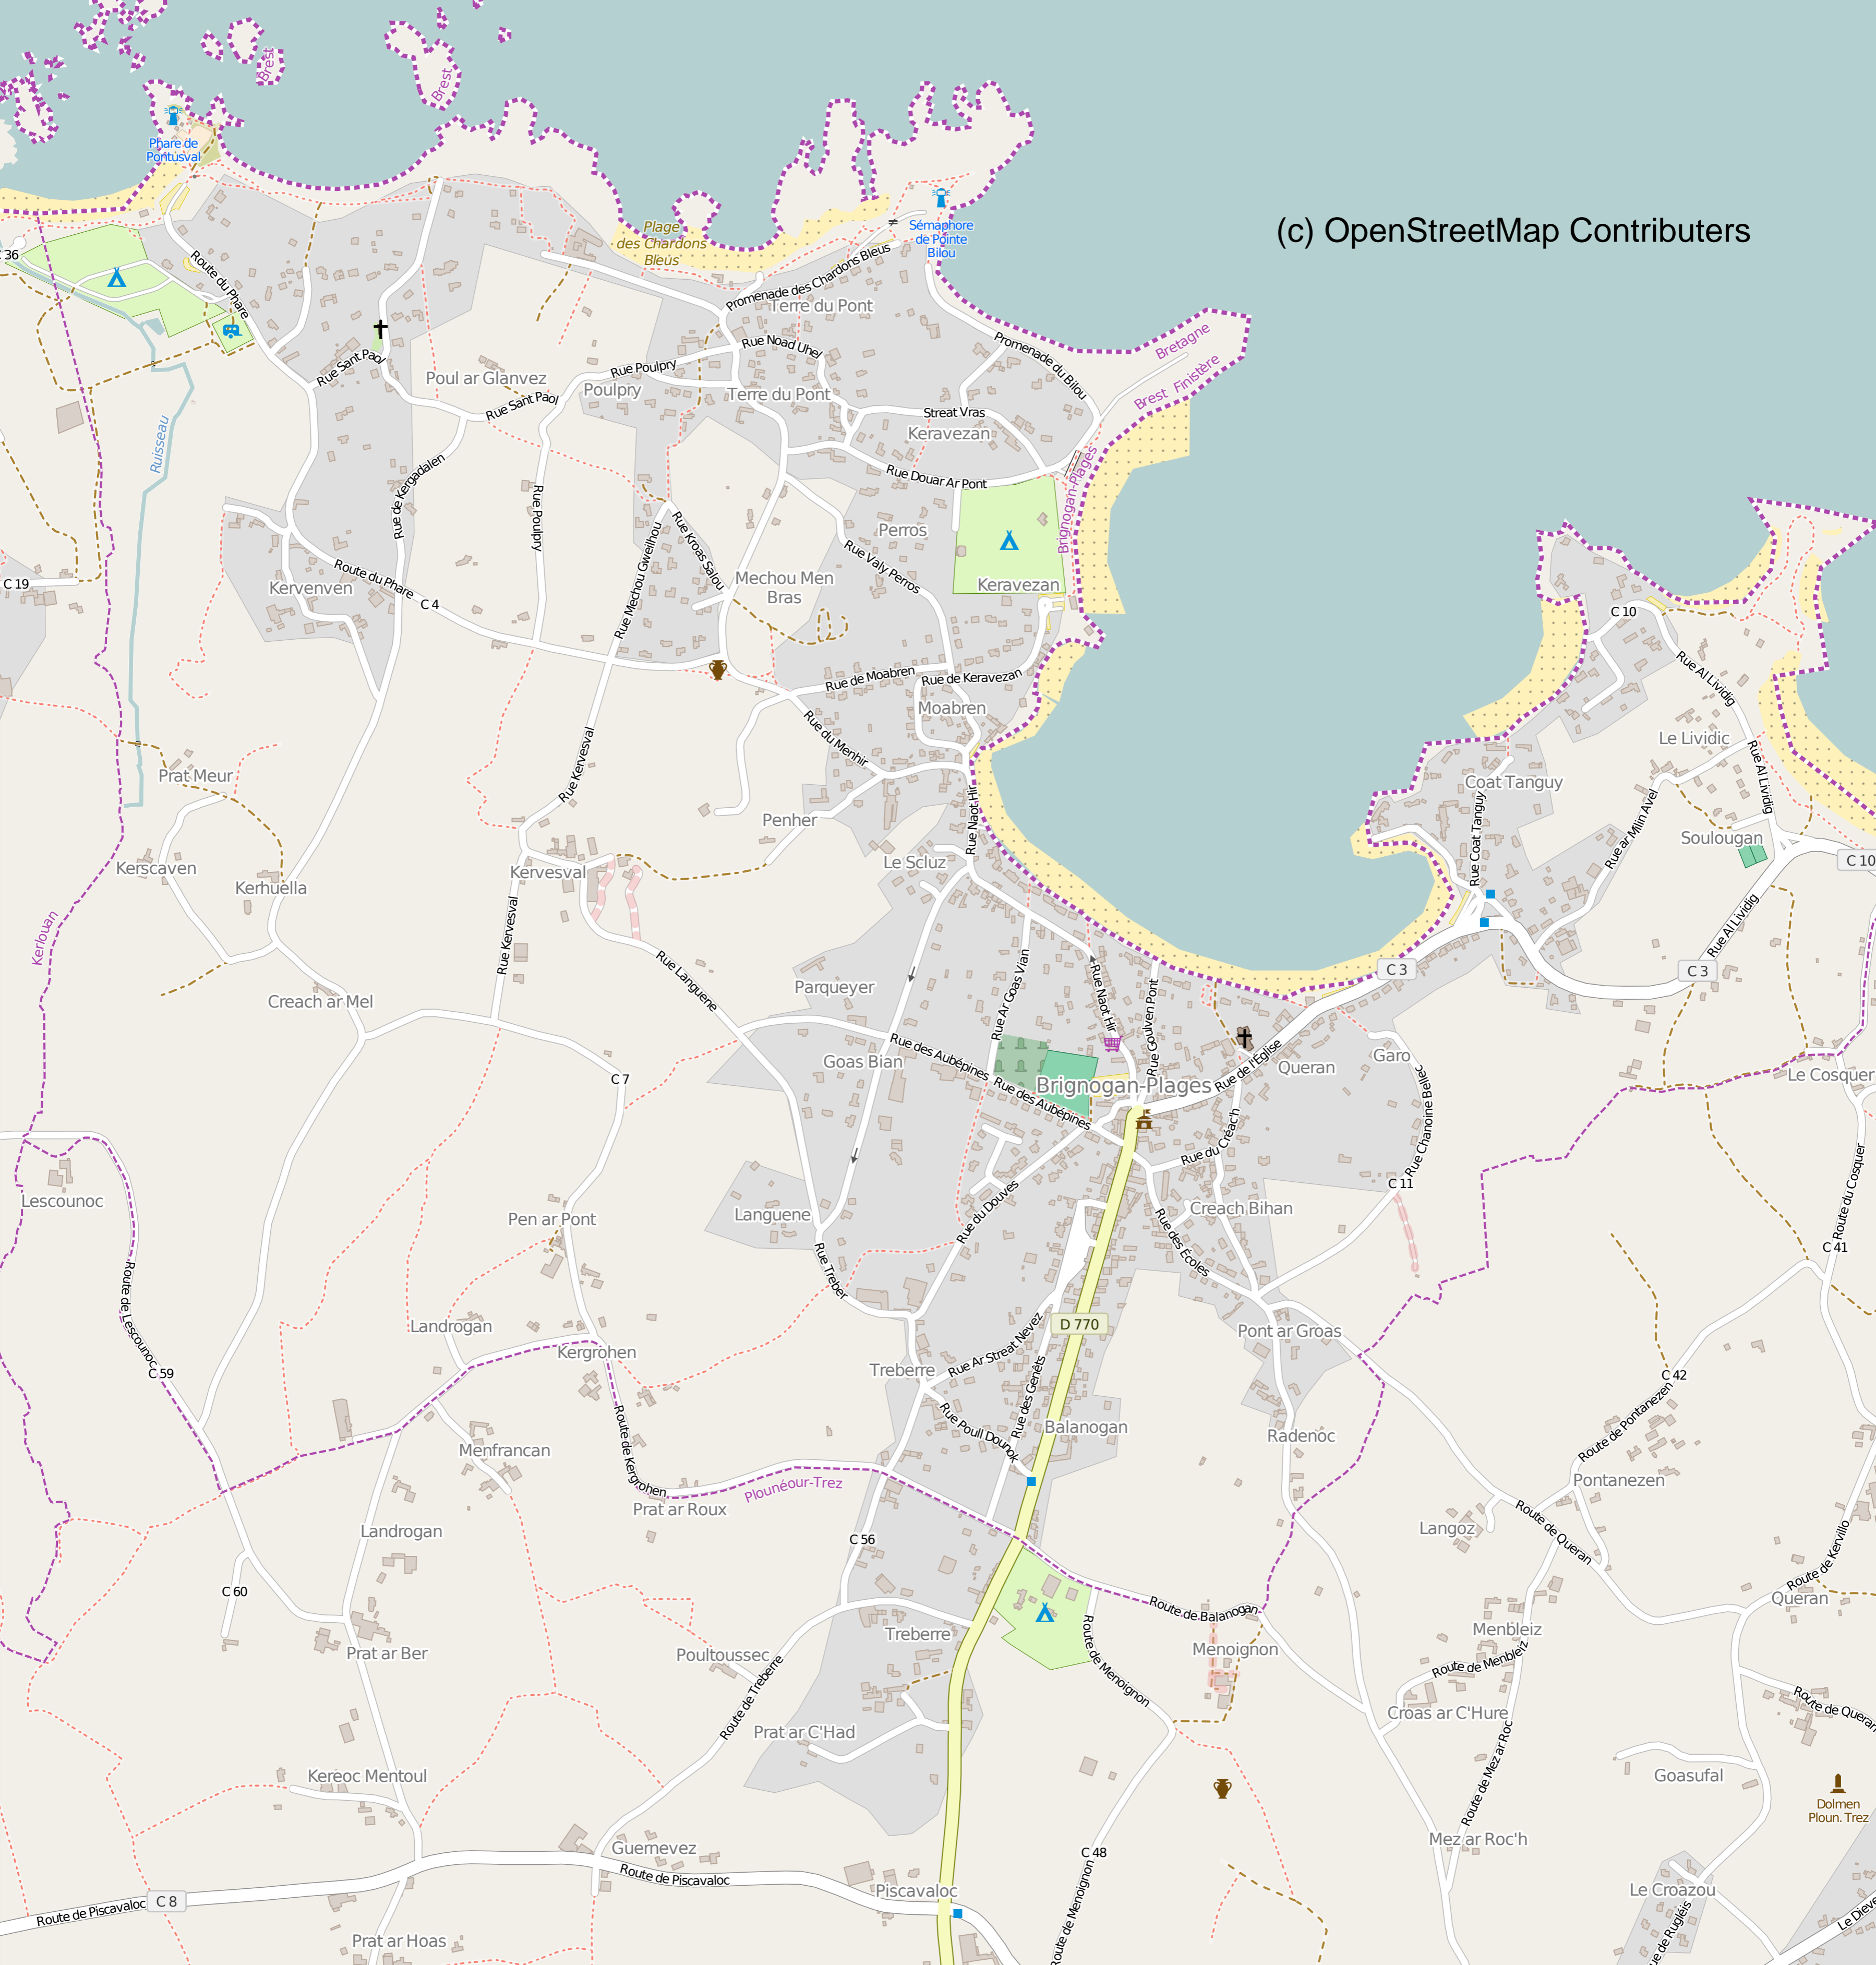 Brest
Brest
Phare de
Pontusval
Plage
des Chardons
Bleus
Sémaphore
de Pointe
Bilou
(c) OpenStreetMap Contributers
36
Route du Phare
Promenade des Chardons Bleus
Terre du Pont
Rue Noad Uhel
Promenade du Bilou
Bretagne
Brest Finistère
Rue Sant Paol
Poul ar Glanvez
Rue Poulpry
Poulpry
Terre du Pont
Rue Sant Paol
Streat Vras
Keravezan
Ruisseau
Rue de Kergadalen
Rue Poulpry
Rue Douar Ar Pont
Brignogan-Plages
Rue Mechou Gweilhou
Rue Kroas Salou
Perros
Rue Valy Perros
C 19
Kervenven
Route du Phare
C 4
Mechou Men
Bras
Keravezan
C 10
Rue de Moabren
Rue de Keravezan
Moabren
Rue Al Lividig
Le Lividic
Rue du Menhir
Rue Kervesval
Rue Naot Hir
Prat Meur
Coat Tanguy
Rue Coat Tanguy
Rue Al Lividig
Rue ar Milin Avel
Penher
Soulougan
C 10
Kerscaven
Kerhuella
Kervesval
Le Scluz
Rue Al Lividig
Kerlouan
Rue Kervesval
Rue Languene
Parqueyer
Rue Ar Goas Vian
Rue Naot Hir
Rue Goulven Pont
C 3
C 3
Creach ar Mel
Goas Bian
Rue des Aubépines
Rue des Aubépines
Brignogan-Plages
Rue de l'Église
Queran
Garo
Le Cosquer
C 7
Rue du Créac'h
Rue Chanoine Bellec
C 11
Lescounoc
Pen ar Pont
Languene
Rue du Douves
Creach Bihan
Rue des Écoles
Rue du Cosquer
C 41
Route de Lescounoc
Rue Treber
Landrogan
Kergrohen
D 770
Pont ar Groas
C 59
Treberre
Rue Ar Streat Nevez
Rue des Genêts
C 42
Route de Pontanezen
Route de Kergrohen
Rue Poull Dounok
Balanogan
Radenoc
Menfrancan
Plounéour-Trez
Pontanezen
Prat ar Roux
Landrogan
Langoz
Route de Queran
C 56
Route de Kervillo
C 60
Queran
Route de Balanogan
Treberre
Menbleiz
Prat ar Ber
Poultoussec
Route de Treberre
Route de Menoignon
Menoignon
Route de Menbleiz
Croas ar C'Hure
Route de Queran
Prat ar C'Had
Route de Mez ar Roc
Kereoc Mentoul
Goasufal
Dolmen
Ploun. Trez
Guernevez
C 48
Mez ar Roc'h
Route de Piscavaloc
Piscavaloc
Le Croazou
Route de Piscavaloc
C 8
Prat ar Hoas
Route de Menoignon
ue de Rugléis
Le Dieve